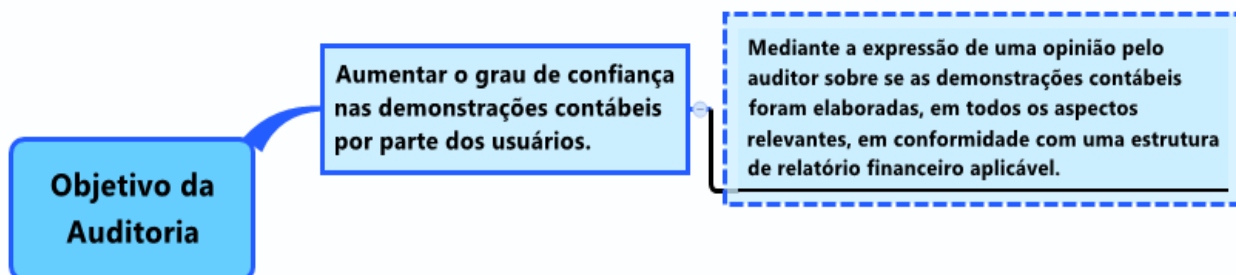 Objetivo da
Auditoria
Aumentar o grau de confiança
nas demonstrações contábeis
por parte dos usuários.
Mediante a expressão de uma opinião pelo
auditor sobre se as demonstrações contábeis
foram elaboradas, em todos os aspectos
relevantes, em conformidade com uma estrutura
de relatório financeiro aplicável.